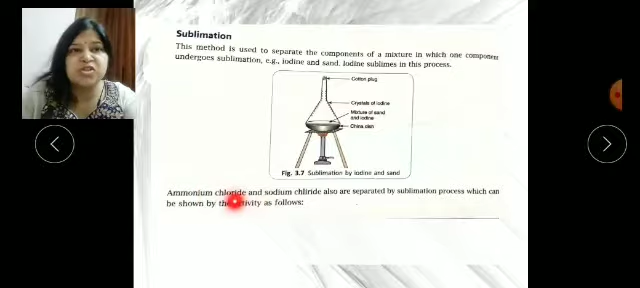 Sublimation
This method is used to separate the components of a mixture in which one component
undergoes sublimation, e.g., iodine and sand. Iodine sublimes in this process.
Cotton plug
Crystals of iodine
Mixture of sand
and iodine
China dish
Fig. 3.7 Sublimation by iodine and sand
Ammonium chloride and sodium chliride also are separated by sublimation process which can
be shown by the activity as follows: